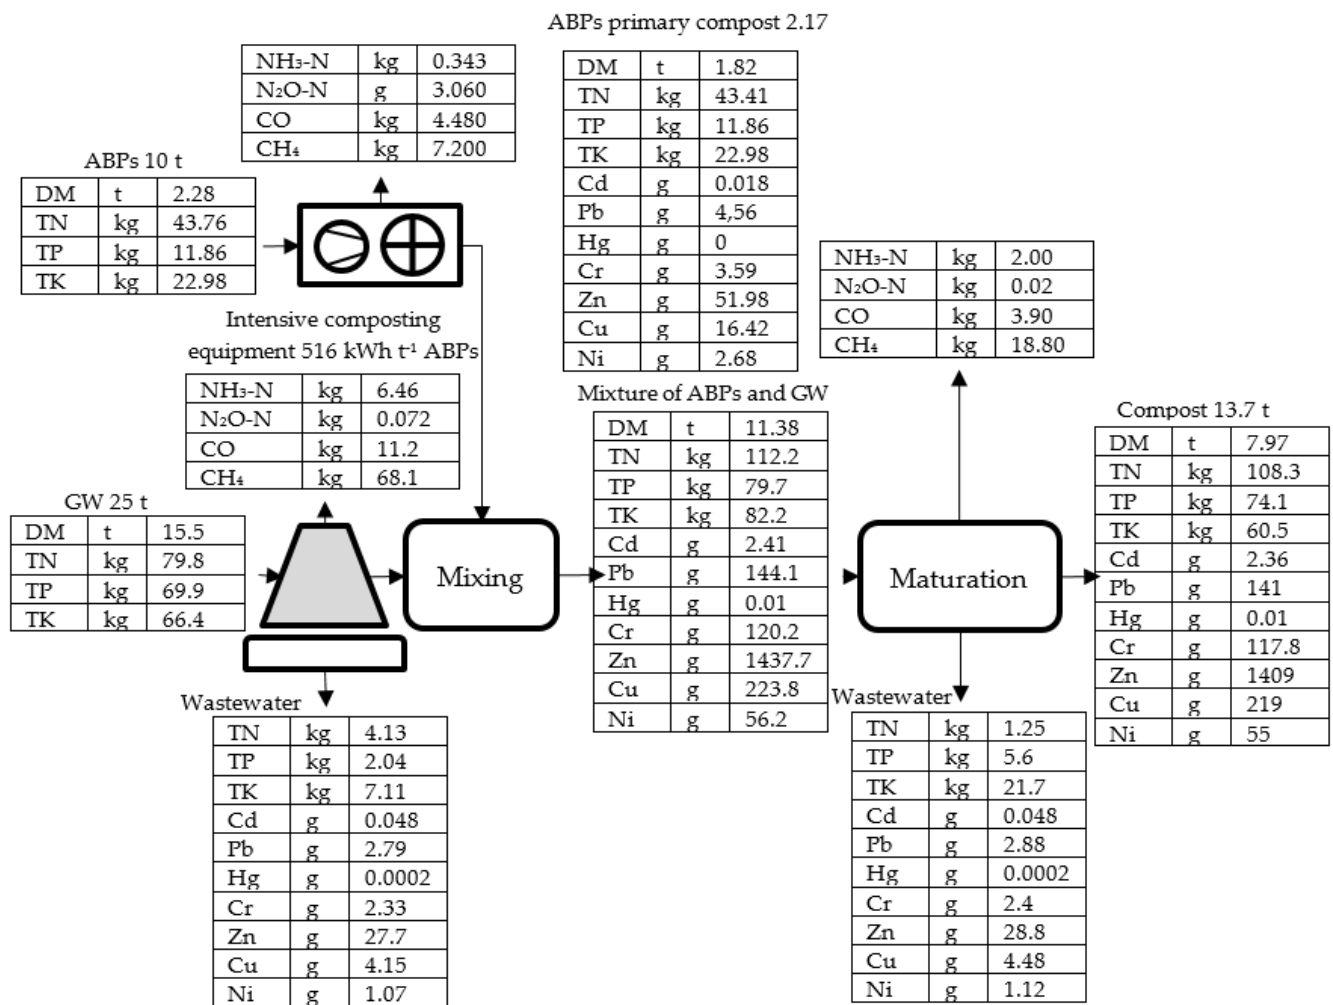 ABPs primary compost 2.17
NH₃-N kg 0.343
N₂O-N g 3.060
CO kg 4.480
CH₄ kg 7.200
DM t 1.82
TN kg 43.41
TP kg 11.86
TK kg 22.98
Cd g 0.018
Pb g 4,56
Hg g 0
Cr g 3.59
Zn g 51.98
Cu g 16.42
Ni g 2.68
ABPs 10 t
DM t 2.28
TN kg 43.76
TP kg 11.86
TK kg 22.98
NH₃-N kg 2.00
N₂O-N kg 0.02
CO kg 3.90
CH₄ kg 18.80
Intensive composting
equipment 516 kWh t⁻¹ ABPs
NH₃-N kg 6.46
N₂O-N kg 0.072
CO kg 11.2
CH₄ kg 68.1
GW 25 t
DM t 15.5
TN kg 79.8
TP kg 69.9
TK kg 66.4
Mixing
Mixture of ABPs and GW
DM t 11.38
TN kg 112.2
TP kg 79.7
TK kg 82.2
Cd g 2.41
Pb g 144.1
Hg g 0.01
Cr g 120.2
Zn g 1437.7
Cu g 223.8
Ni g 56.2
Maturation
Compost 13.7 t
DM t 7.97
TN kg 108.3
TP kg 74.1
TK kg 60.5
Cd g 2.36
Pb g 141
Hg g 0.01
Cr g 117.8
Zn g 1409
Cu g 219
Ni g 55
Wastewater
TN kg 4.13
TP kg 2.04
TK kg 7.11
Cd g 0.048
Pb g 2.79
Hg g 0.0002
Cr g 2.33
Zn g 27.7
Cu g 4.15
Ni g 1.07
Wastewater
TN kg 1.25
TP kg 5.6
TK kg 21.7
Cd g 0.048
Pb g 2.88
Hg g 0.0002
Cr g 2.4
Zn g 28.8
Cu g 4.48
Ni g 1.12